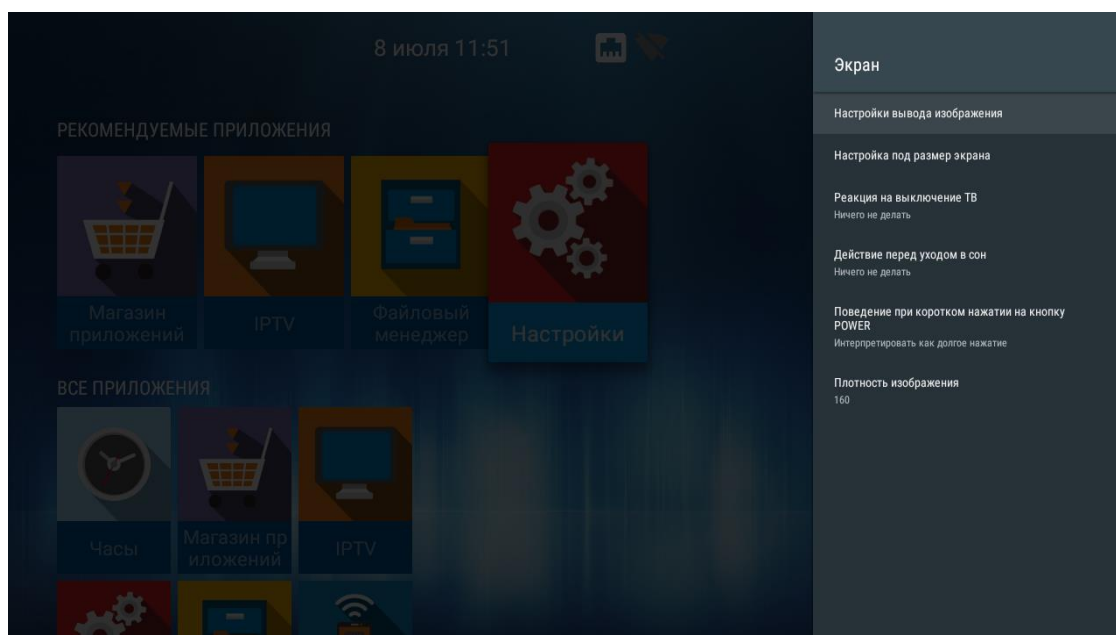 8 июля 11:51
РЕКОМЕНДУЕМЫЕ ПРИЛОЖЕНИЯ
Магазин
приложений
IPTV
Файловый
менеджер
Настройки
ВСЕ ПРИЛОЖЕНИЯ
Часы
Магазин пр
иложений
IPTV
Экран
Настройки вывода изображения
Настройка под размер экрана
Реакция на выключение ТВ
Ничего не делать
Действие перед уходом в сон
Ничего не делать
Поведение при коротком нажатии на кнопку
POWER
Интерпретировать как долгое нажатие
Плотность изображения
160